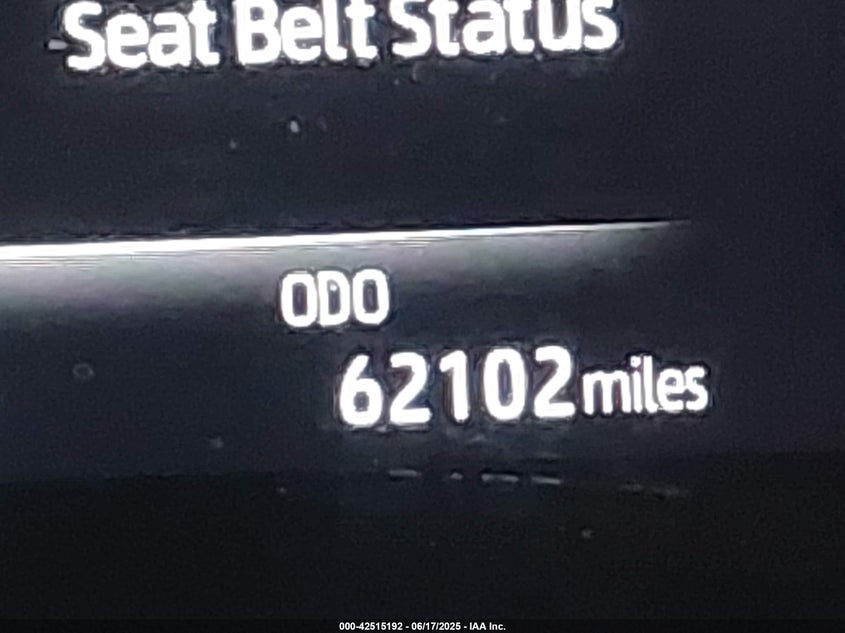 Seat Belt Status
ODO
62102 miles
000-42515192 - 06/17/2025 - IAA Inc.